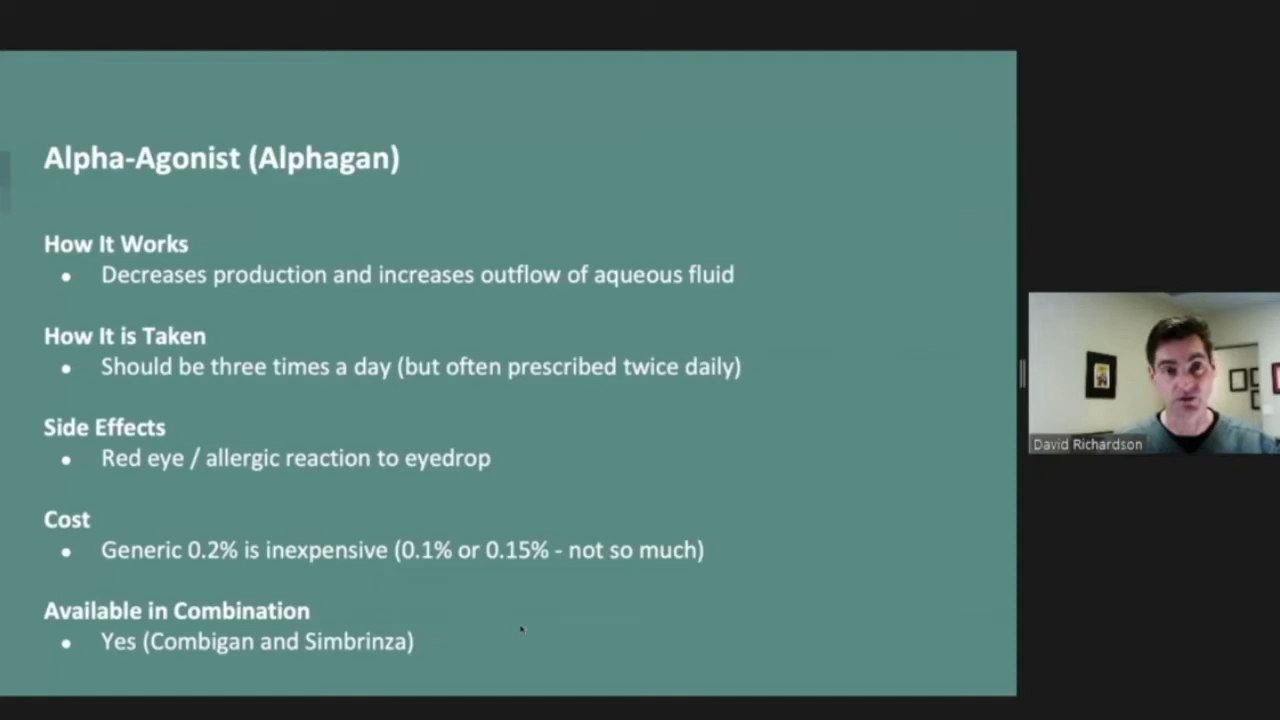 Alpha-Agonist (Alphagan)
How It Works
● Decreases production and increases outflow of aqueous fluid
How It is Taken
● Should be three times a day (but often prescribed twice daily)
Side Effects
● Red eye / allergic reaction to eyedrop
Cost
● Generic 0.2% is inexpensive (0.1% or 0.15% - not so much)
Available in Combination
● Yes (Combigan and Simbrinza)
David Richardson